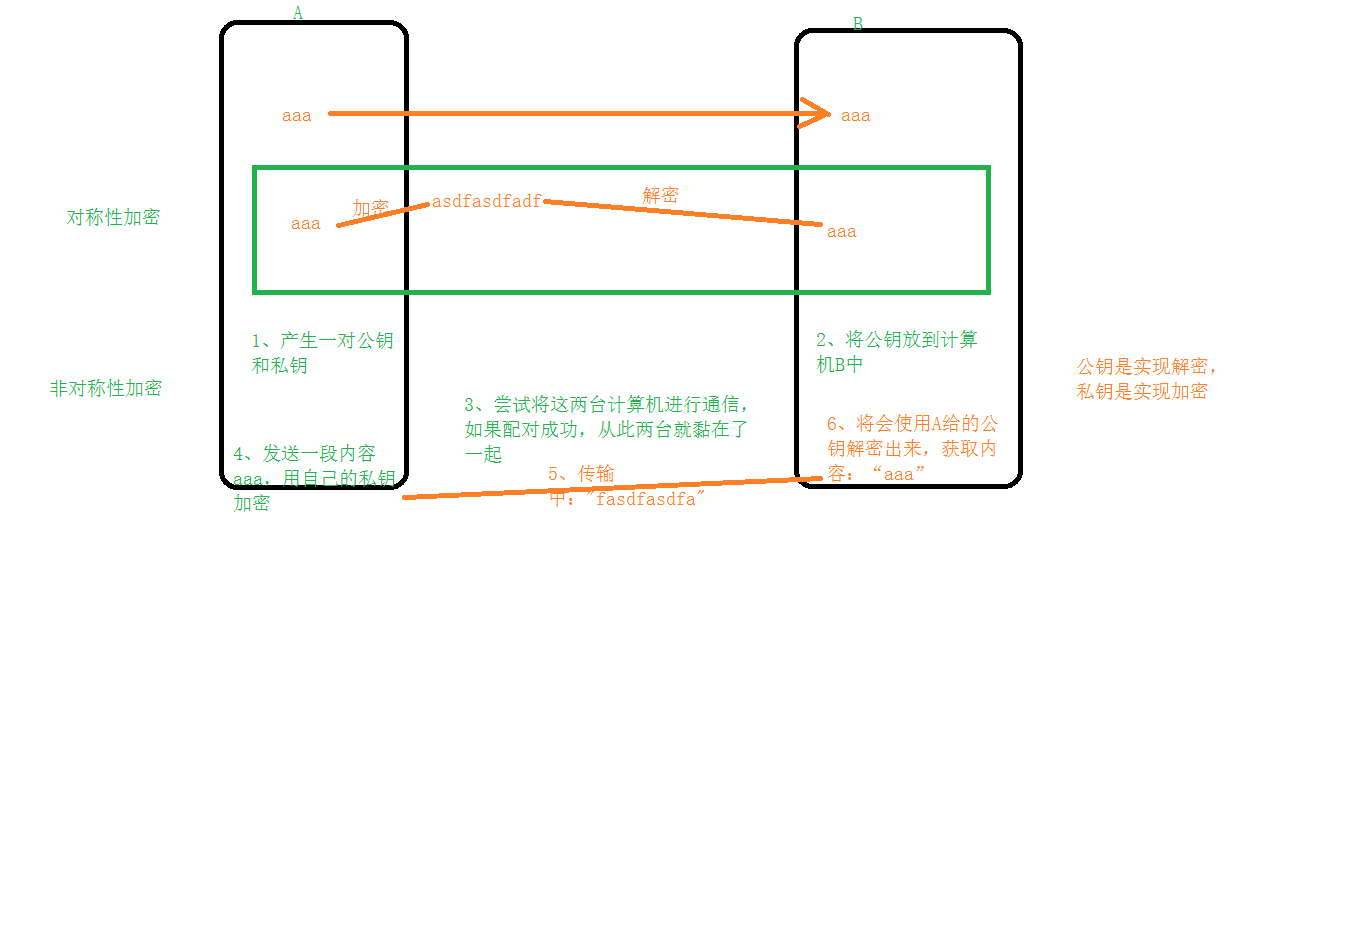 A
B
aaa
aaa
对称性加密
aaa
加密
asdfasdfadf
解密
aaa
非对称性加密
1、产生一对公钥
和私钥
2、将公钥放到计算
机B中
公钥是实现解密,
私钥是实现加密
3、尝试将这两台计算机进行通信,
如果配对成功,从此两台就黏在了
一起
4、发送一段内容
aaa，用自己的私钥
加密
5、传输
中："fasdfasdfa"
6、将会使用A给的公
钥解密出来，获取内
容：“aaa”